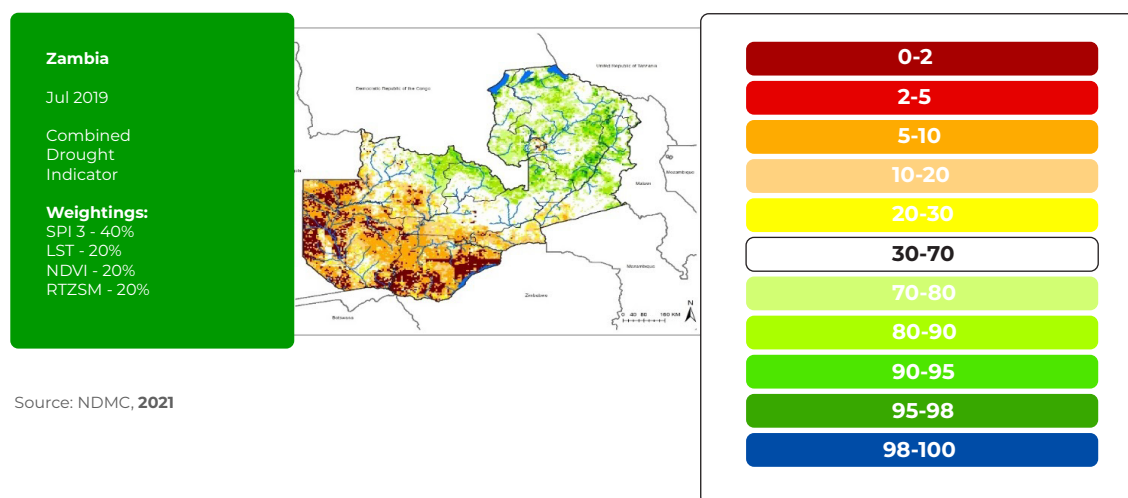 Zambia
Jul 2019
Combined
Drought
Indicator
Weightings:
SPI 3 - 40%
LST - 20%
NDVI - 20%
RTZSM - 20%
United Republic of Tanzania
Democratic Republic of the Congo
Mozambique
Malawi
Mozambique
Zimbabwe
Botswana
N
0 40 80 160 KM
0-2
2-5
5-10
10-20
20-30
30-70
70-80
80-90
90-95
95-98
98-100
Source: NDMC, 2021